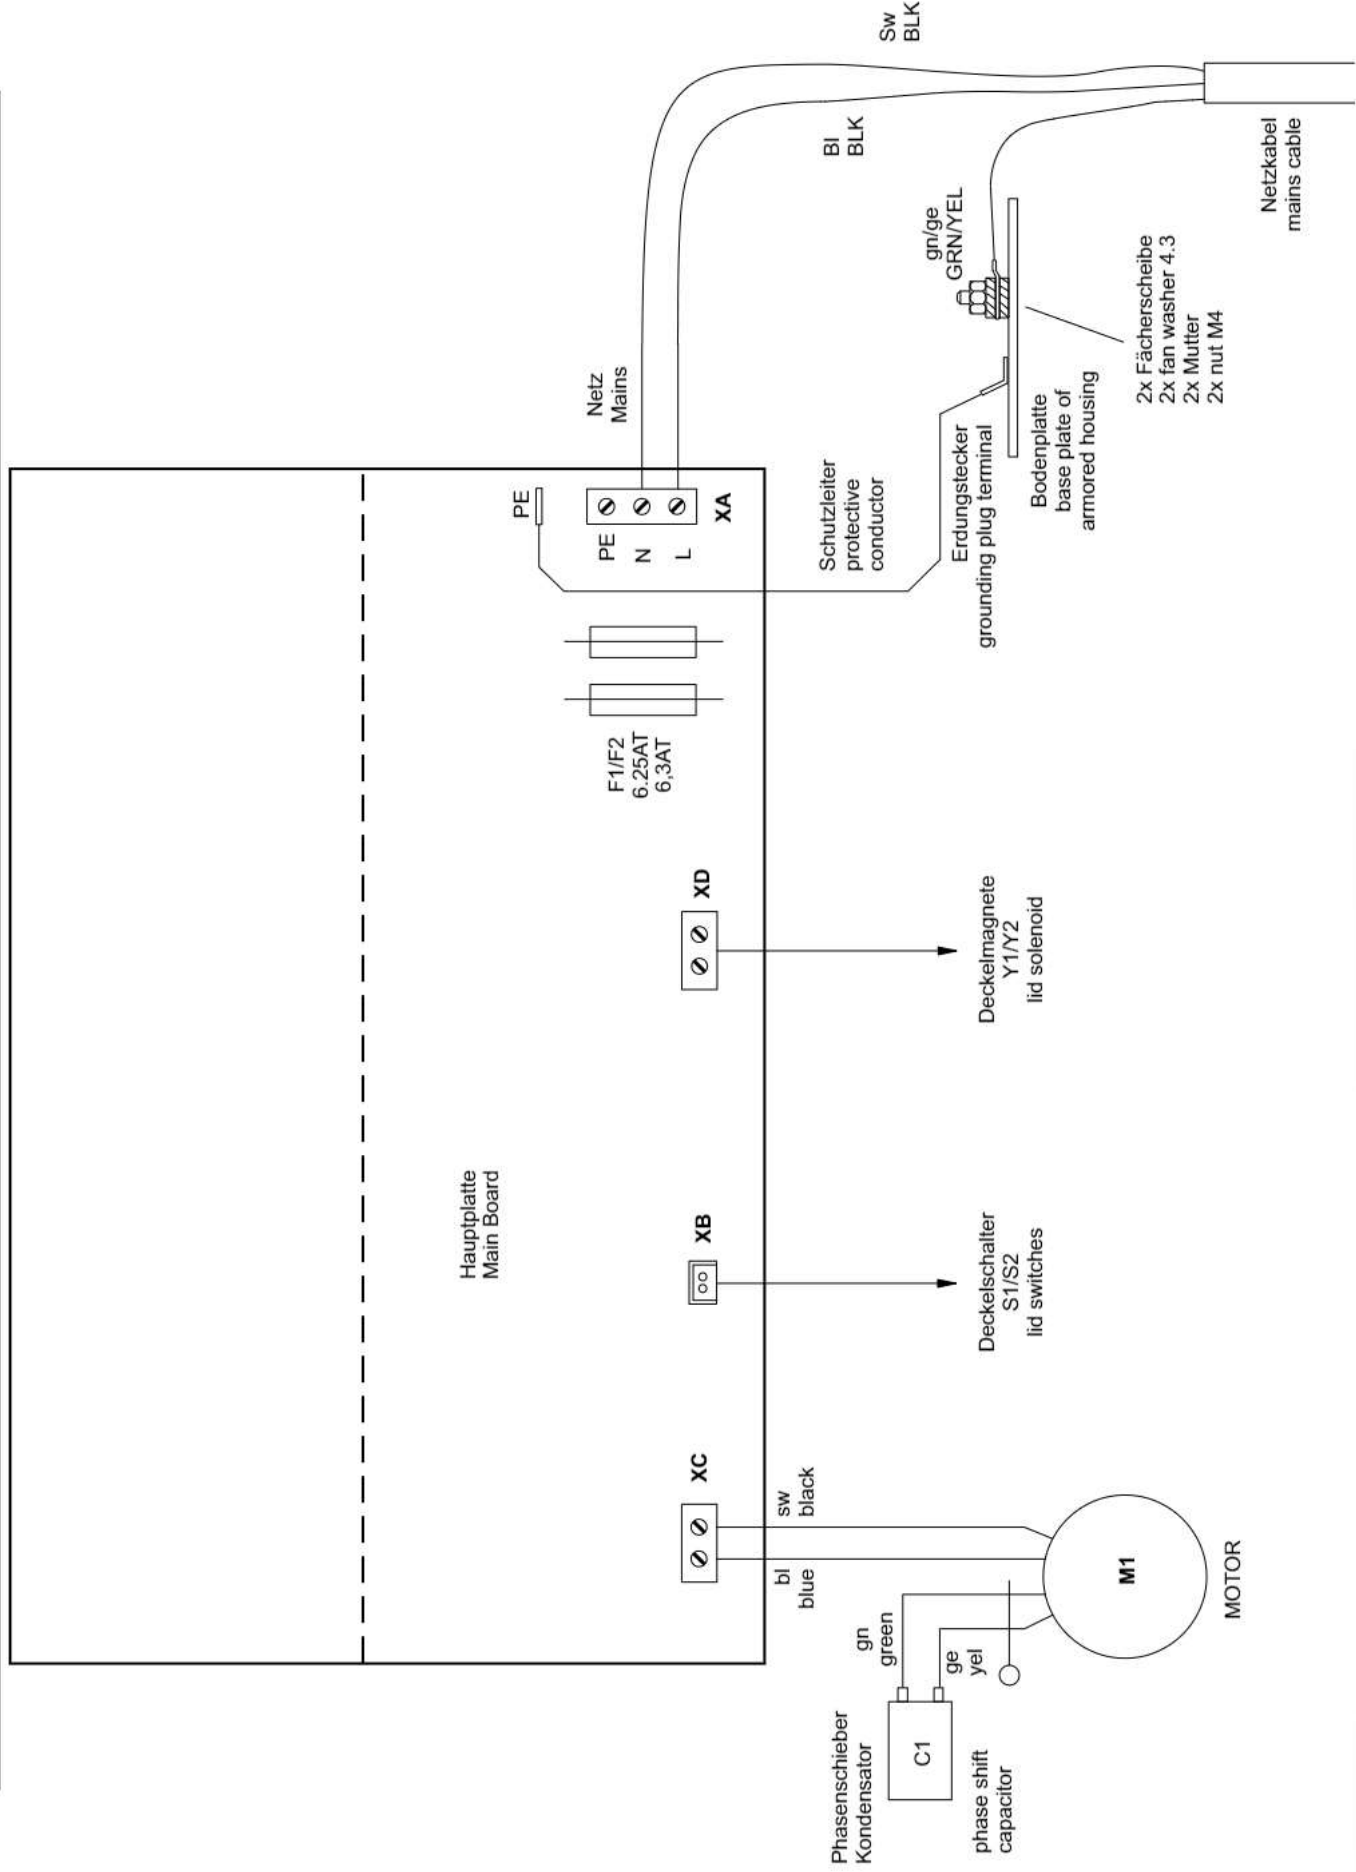 Hauptplatte
Main Board
Phasenschieber
Kondensator
C1
phase shift
capacitor
gn
green
ge
yel
bl
blue
sw
black
XC
M1
MOTOR
XB
Deckelschalter
S1/S2
lid switches
XD
Deckelmagnete
Y1/Y2
lid solenoid
F1/F2
6.25AT
6,3AT
PE
PE
N
L
XA
Netz
Mains
Schutzleiter
protective
conductor
Erdungstecker
grounding plug terminal
Bodenplatte
base plate of
armored housing
gn/ge
GRN/YEL
2x Fächerscheibe
2x fan washer 4.3
2x Mutter
2x nut M4
Bl
BLK
Sw
BLK
Netzkabel
mains cable